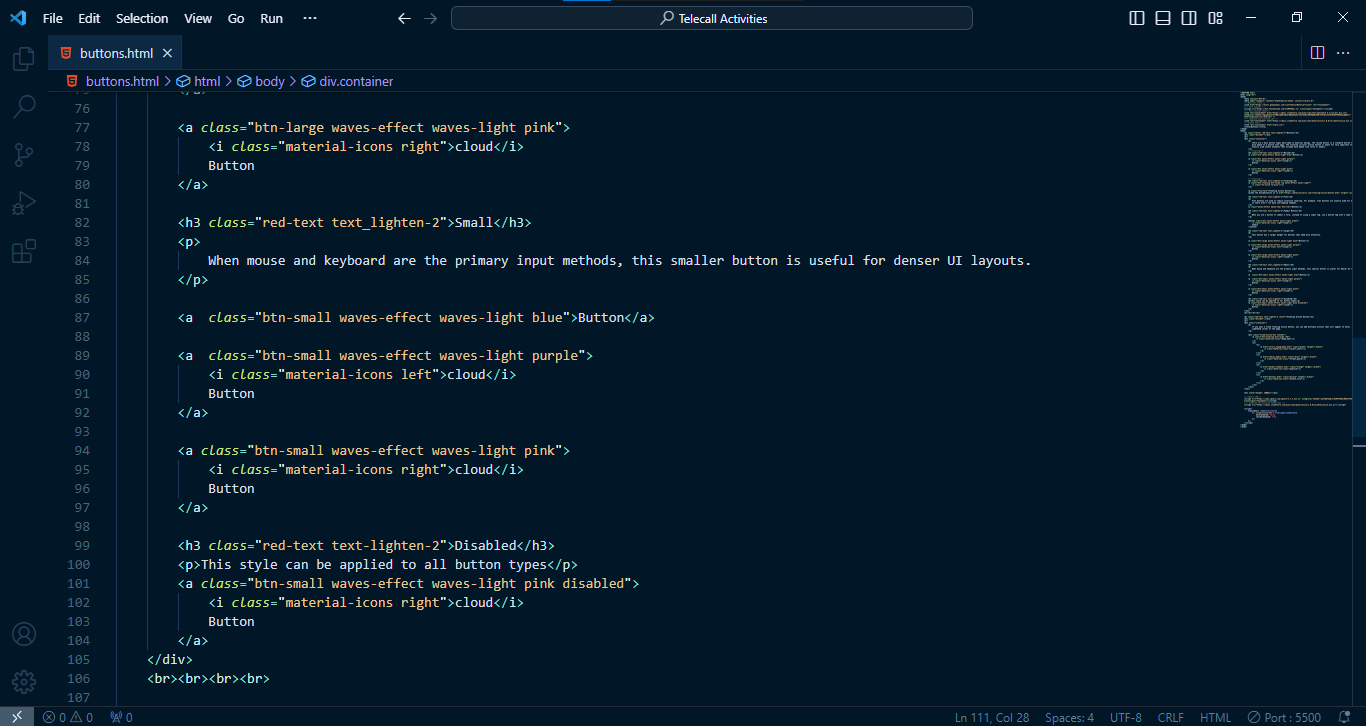 File Edit Selection View Go Run ···
Telecall Activities
buttons.html
buttons.html > html > body > div.container
76
77 <a class="btn-large waves-effect waves-light pink">
78 <i class="material-icons right">cloud</i>
79 Button
80 </a>
81
82 <h3 class="red-text text_lighten-2">Small</h3>
83 <p>
84 When mouse and keyboard are the primary input methods, this smaller button is useful for denser UI layouts.
85 </p>
86
87 <a  class="btn-small waves-effect waves-light blue">Button</a>
88
89 <a  class="btn-small waves-effect waves-light purple">
90 <i class="material-icons left">cloud</i>
91 Button
92 </a>
93
94 <a class="btn-small waves-effect waves-light pink">
95 <i class="material-icons right">cloud</i>
96 Button
97 </a>
98
99 <h3 class="red-text text-lighten-2">Disabled</h3>
100 <p>This style can be applied to all button types</p>
101 <a class="btn-small waves-effect waves-light pink disabled">
102 <i class="material-icons right">cloud</i>
103 Button
104 </a>
105 </div>
106 <br><br><br><br>
107
0 0 0 Ln 111, Col 28 Spaces: 4 UTF-8 CRLF HTML Port : 5500